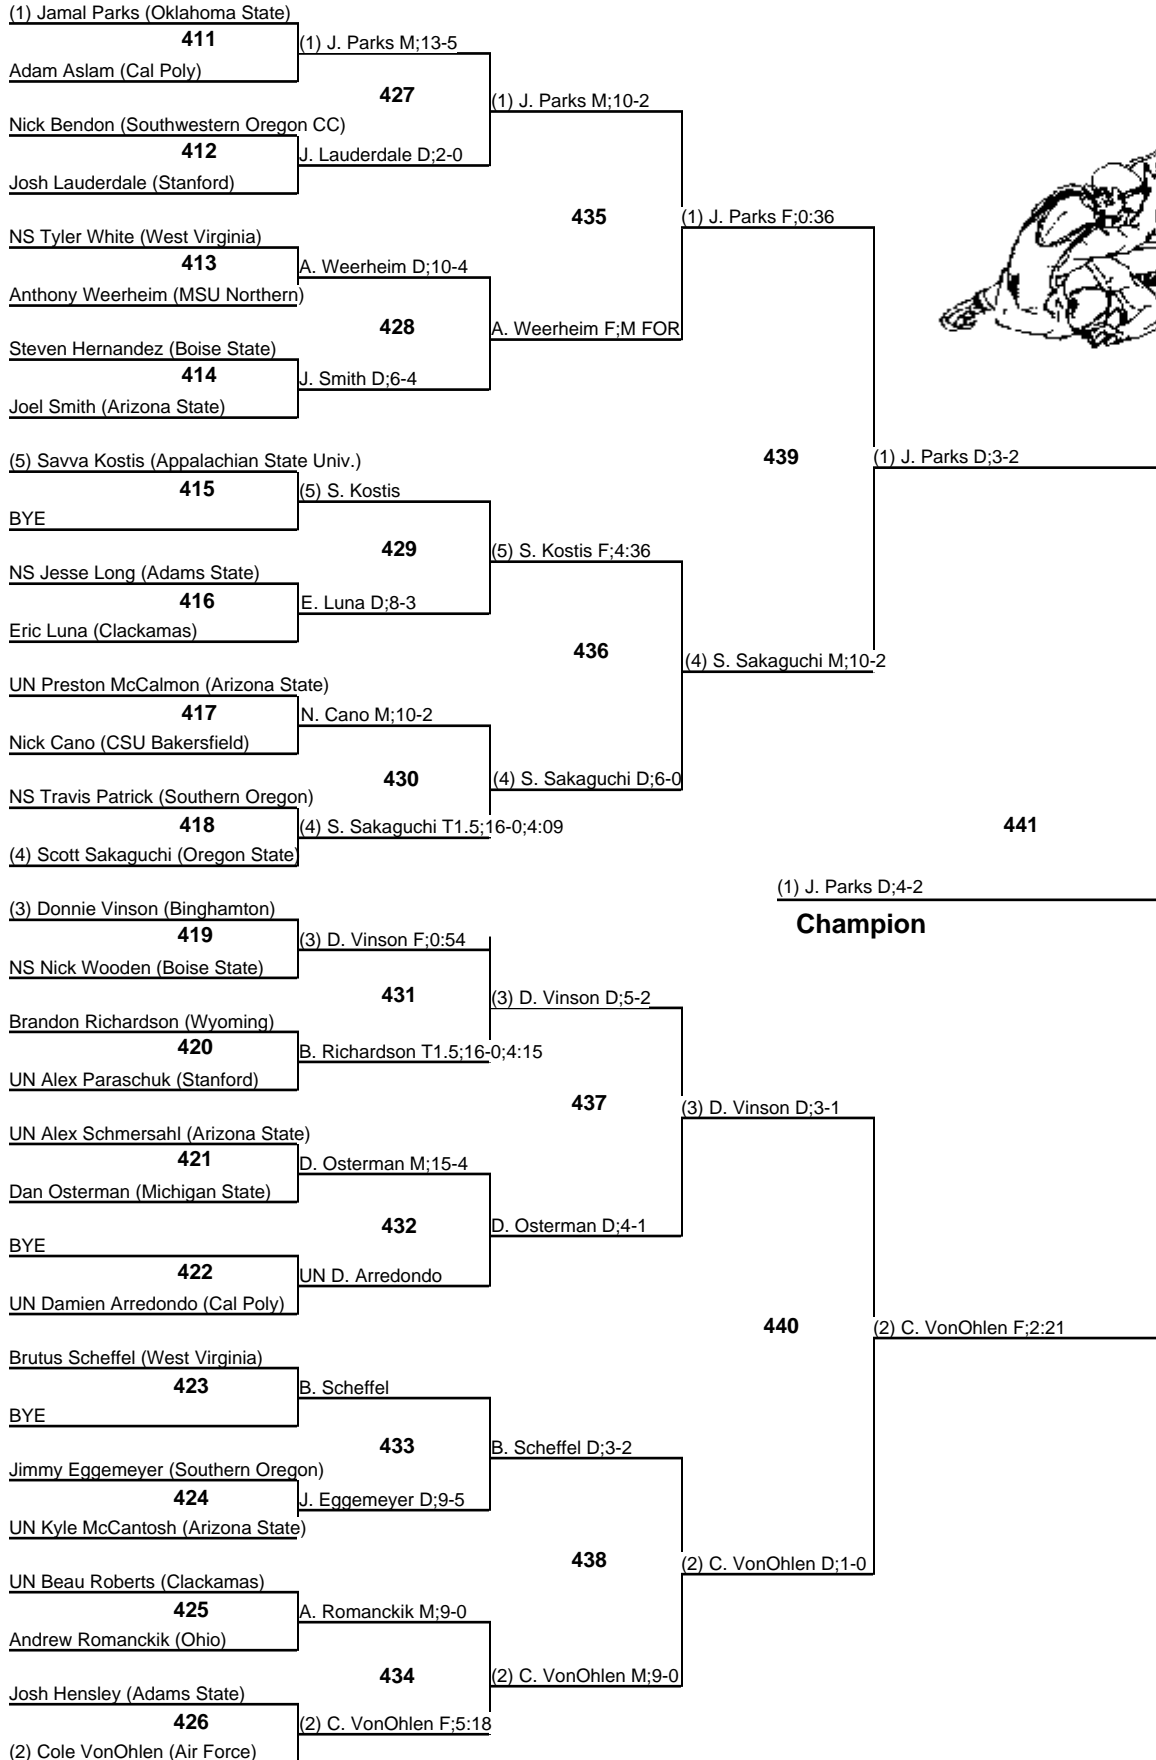 (1) Jamal Parks (Oklahoma State)
411
(1) J. Parks M;13-5
Adam Aslam (Cal Poly)
427
(1) J. Parks M;10-2
Nick Bendon (Southwestern Oregon CC)
412
J. Lauderdale D;2-0
Josh Lauderdale (Stanford)
435
(1) J. Parks F;0:36
NS Tyler White (West Virginia)
413
A. Weerheim D;10-4
Anthony Weerheim (MSU Northern)
428
A. Weerheim F;M FOR
Steven Hernandez (Boise State)
414
J. Smith D;6-4
Joel Smith (Arizona State)
439
(1) J. Parks D;3-2
(5) Savva Kostis (Appalachian State Univ.)
415
(5) S. Kostis
BYE
429
(5) S. Kostis F;4:36
NS Jesse Long (Adams State)
416
E. Luna D;8-3
Eric Luna (Clackamas)
436
(4) S. Sakaguchi M;10-2
UN Preston McCalmon (Arizona State)
417
N. Cano M;10-2
Nick Cano (CSU Bakersfield)
430
(4) S. Sakaguchi D;6-0
NS Travis Patrick (Southern Oregon)
418
(4) S. Sakaguchi T1.5;16-0;4:09
(4) Scott Sakaguchi (Oregon State)
441
(1) J. Parks D;4-2
Champion
(3) Donnie Vinson (Binghamton)
419
(3) D. Vinson F;0:54
NS Nick Wooden (Boise State)
431
(3) D. Vinson D;5-2
Brandon Richardson (Wyoming)
420
B. Richardson T1.5;16-0;4:15
UN Alex Paraschuk (Stanford)
437
(3) D. Vinson D;3-1
UN Alex Schmersahl (Arizona State)
421
D. Osterman M;15-4
Dan Osterman (Michigan State)
432
D. Osterman D;4-1
BYE
422
UN D. Arredondo
UN Damien Arredondo (Cal Poly)
440
(2) C. VonOhlen F;2:21
Brutus Scheffel (West Virginia)
423
B. Scheffel
BYE
433
B. Scheffel D;3-2
Jimmy Eggemeyer (Southern Oregon)
424
J. Eggemeyer D;9-5
UN Kyle McCantosh (Arizona State)
438
(2) C. VonOhlen D;1-0
UN Beau Roberts (Clackamas)
425
A. Romanckik M;9-0
Andrew Romanckik (Ohio)
434
(2) C. VonOhlen M;9-0
Josh Hensley (Adams State)
426
(2) C. VonOhlen F;5:18
(2) Cole VonOhlen (Air Force)